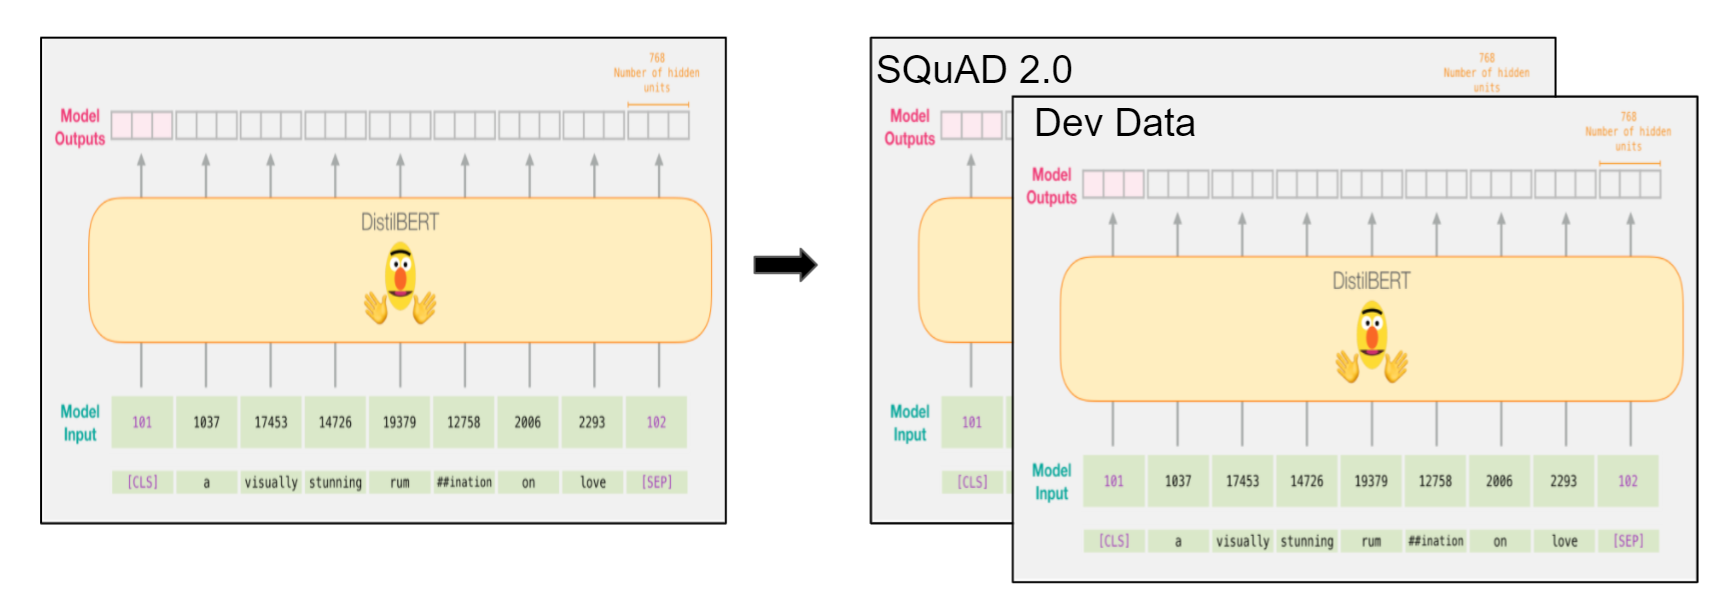 768
Number of hidden
units
Model
Outputs
DistilBERT
Model
Input
101 1037 17453 14726 19379 12758 2006 2293 102
[CLS] a visually stunning rum ##ination on love [SEP]
SQuAD 2.0
768
Number of hidden
units
Model
Outputs
Model
Input
101
[CLS]
Dev Data
768
Number of hidden
units
Model
Outputs
DistilBERT
Model
Input
101 1037 17453 14726 19379 12758 2006 2293 102
[CLS] a visually stunning rum ##ination on love [SEP]